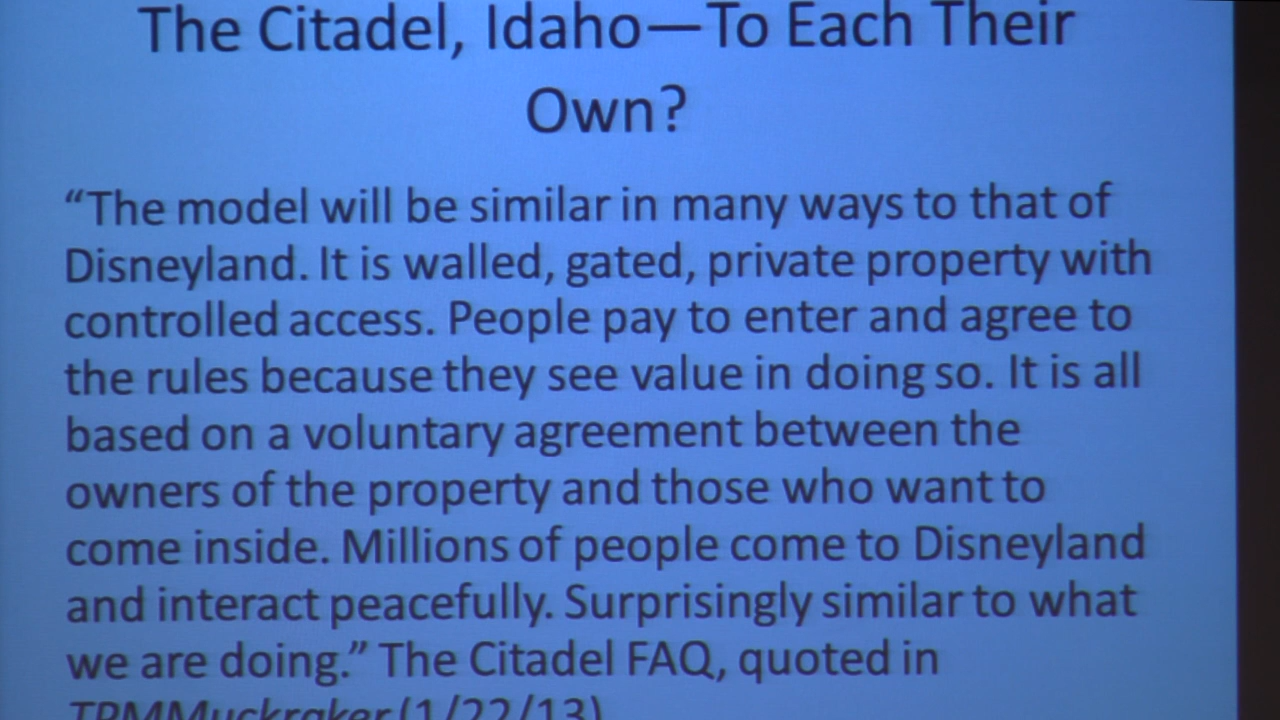 The Citadel, Idaho—To Each Their
Own?
“The model will be similar in many ways to that of
Disneyland. It is walled, gated, private property with
controlled access. People pay to enter and agree to
the rules because they see value in doing so. It is all
based on a voluntary agreement between the
owners of the property and those who want to
come inside. Millions of people come to Disneyland
and interact peacefully. Surprisingly similar to what
we are doing.” The Citadel FAQ, quoted in
TPMMuckraker (1/22/13)